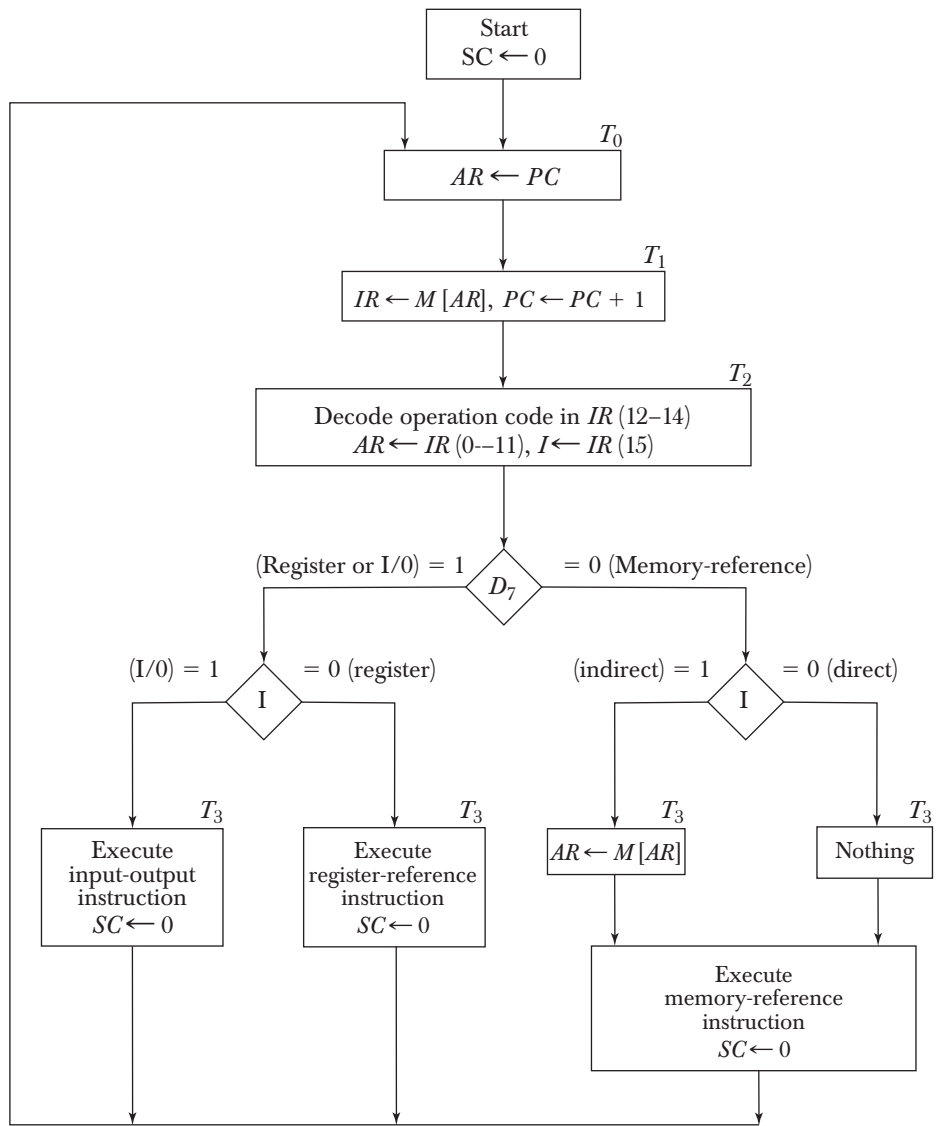 Start
SC ← 0
T₀
AR ← PC
T₁
IR ← M [AR], PC ← PC + 1
T₂
Decode operation code in IR (12–14)
AR ← IR (0-–11), I ← IR (15)
(Register or I/0) = 1
D₇
= 0 (Memory-reference)
(I/0) = 1
I
= 0 (register)
(indirect) = 1
I
= 0 (direct)
T₃
Execute
input-output
instruction
SC ← 0
T₃
Execute
register-reference
instruction
SC ← 0
T₃
AR ← M [AR]
T₃
Nothing
Execute
memory-reference
instruction
SC ← 0